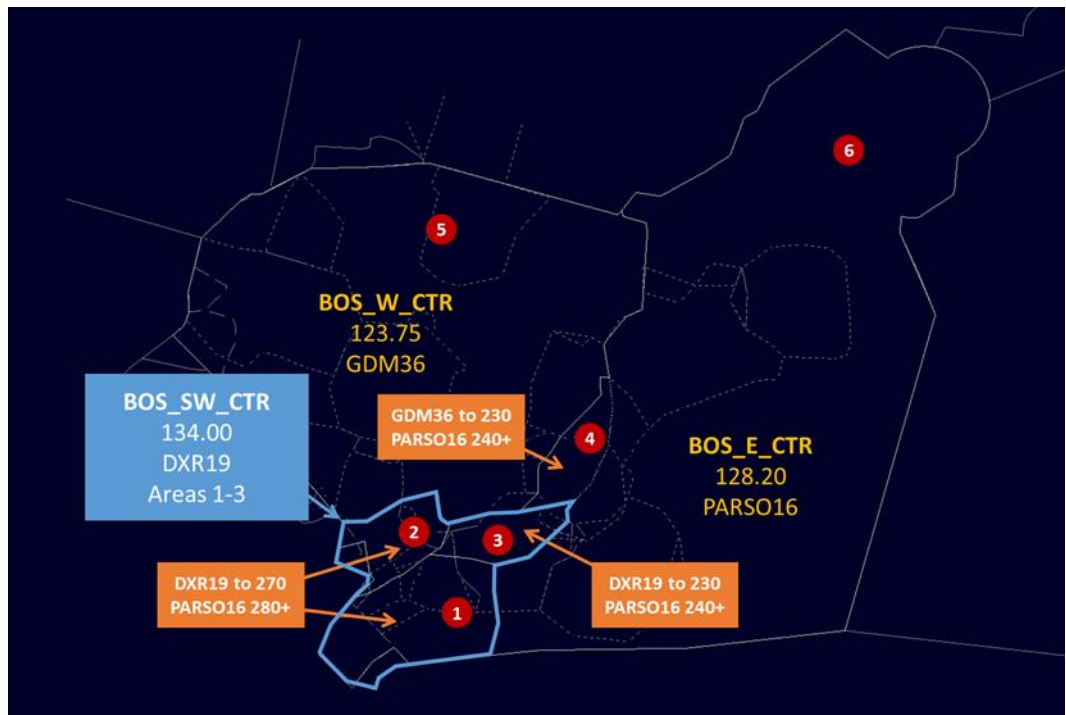 6
5
BOS_W_CTR
123.75
GDM36
BOS_SW_CTR
134.00
DXR19
Areas 1-3
GDM36 to 230
PARSO16 240+
4
BOS_E_CTR
128.20
PARSO16
2
3
DXR19 to 270
PARSO16 280+
DXR19 to 230
PARSO16 240+
1